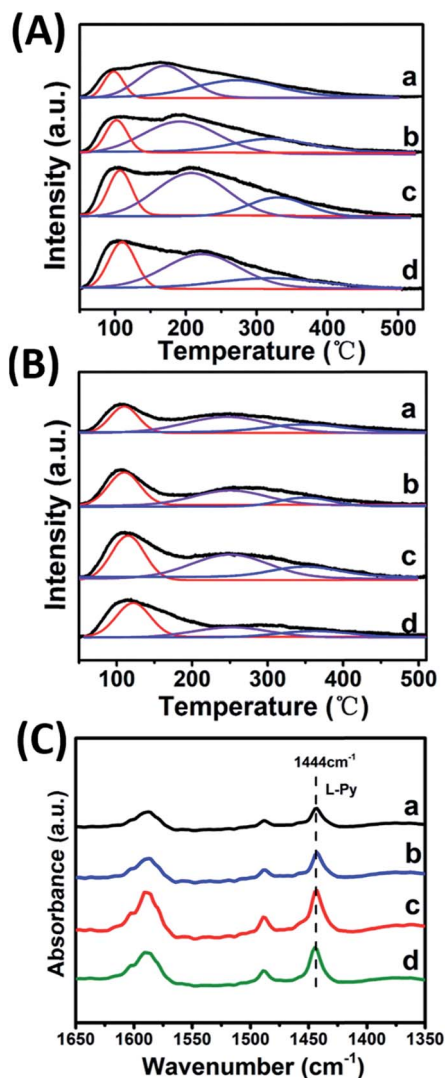 (A)
Intensity (a.u.)
a
b
c
d
100 200 300 400 500
Temperature (℃)
(B)
Intensity (a.u.)
a
b
c
d
100 200 300 400 500
Temperature (℃)
(C)
Absorbance (a.u.)
1444cm⁻¹
L-Py
a
b
c
d
1650 1600 1550 1500 1450 1400 1350
Wavenumber (cm⁻¹)